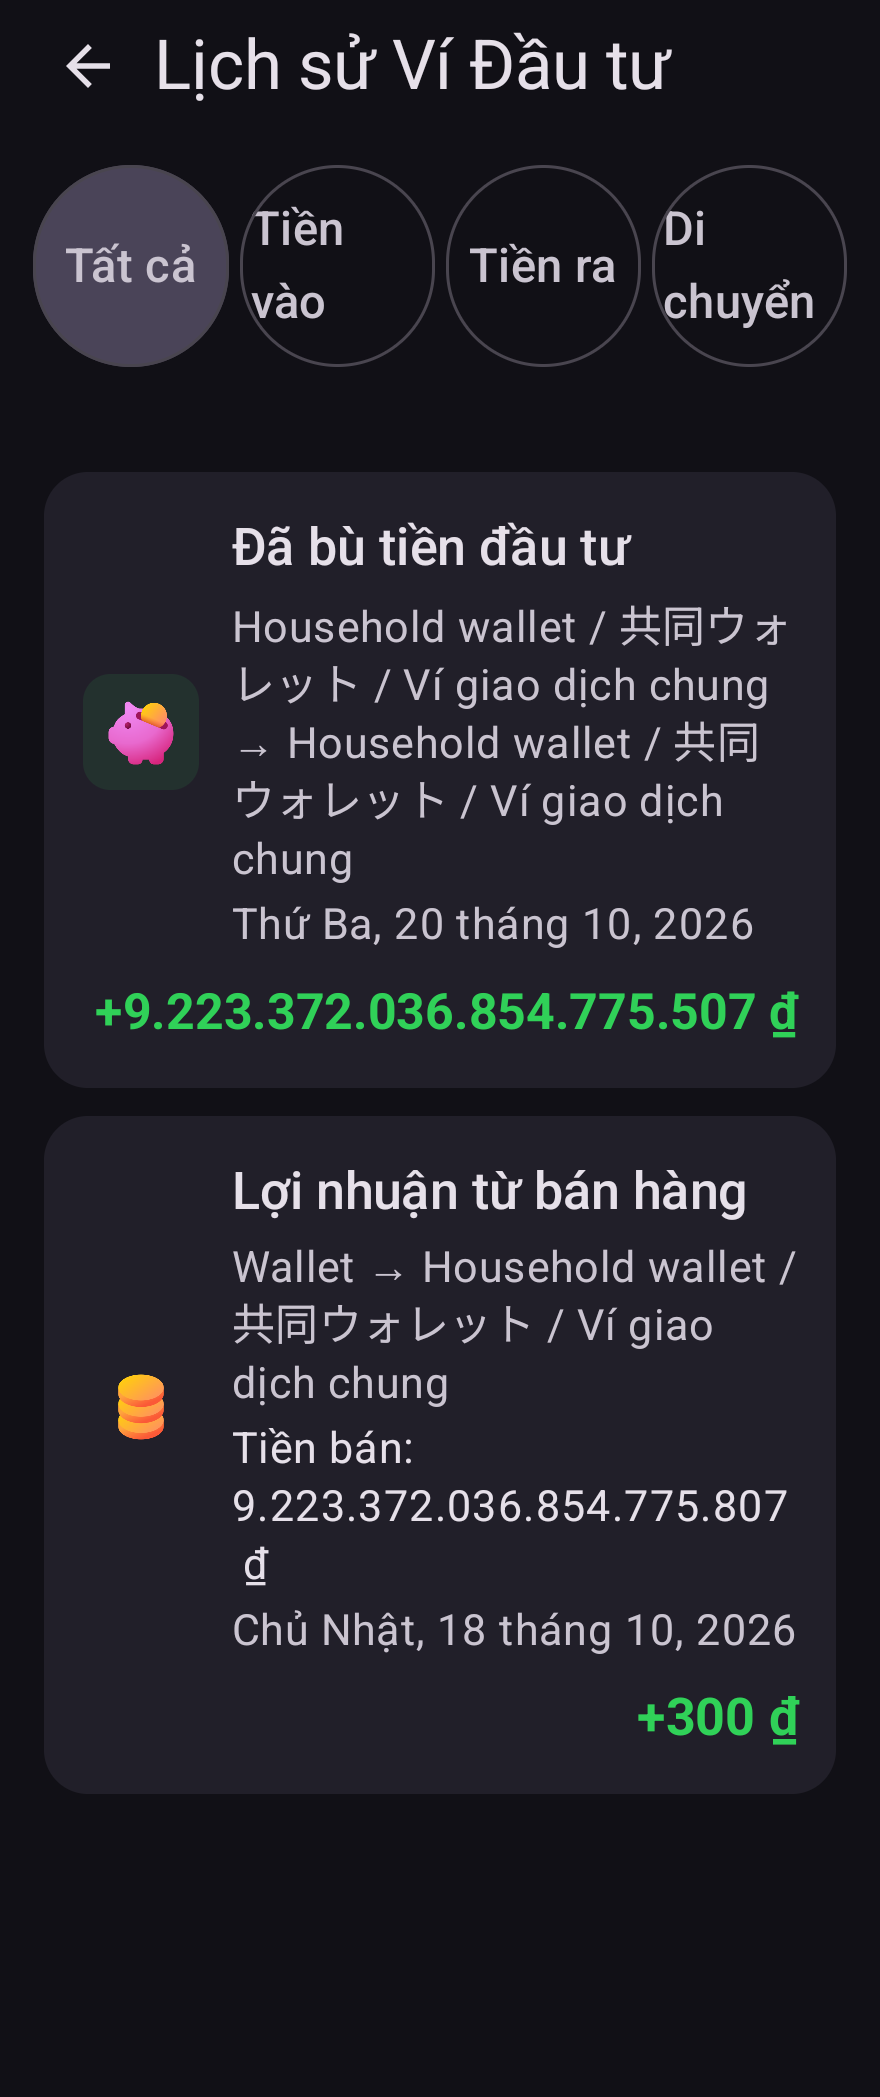 Lịch sử Ví Đầu tư
Tất cả
Tiền
vào
Tiền ra
Di
chuyển
Đã bù tiền đầu tư
Household wallet / 共同ウォ
レット / Ví giao dịch chung
→ Household wallet / 共同
ウォレット / Ví giao dịch
chung
Thứ Ba, 20 tháng 10, 2026
+9.223.372.036.854.775.507 ₫
Lợi nhuận từ bán hàng
Wallet → Household wallet /
共同ウォレット / Ví giao
dịch chung
Tiền bán:
9.223.372.036.854.775.807
₫
Chủ Nhật, 18 tháng 10, 2026
+300 ₫